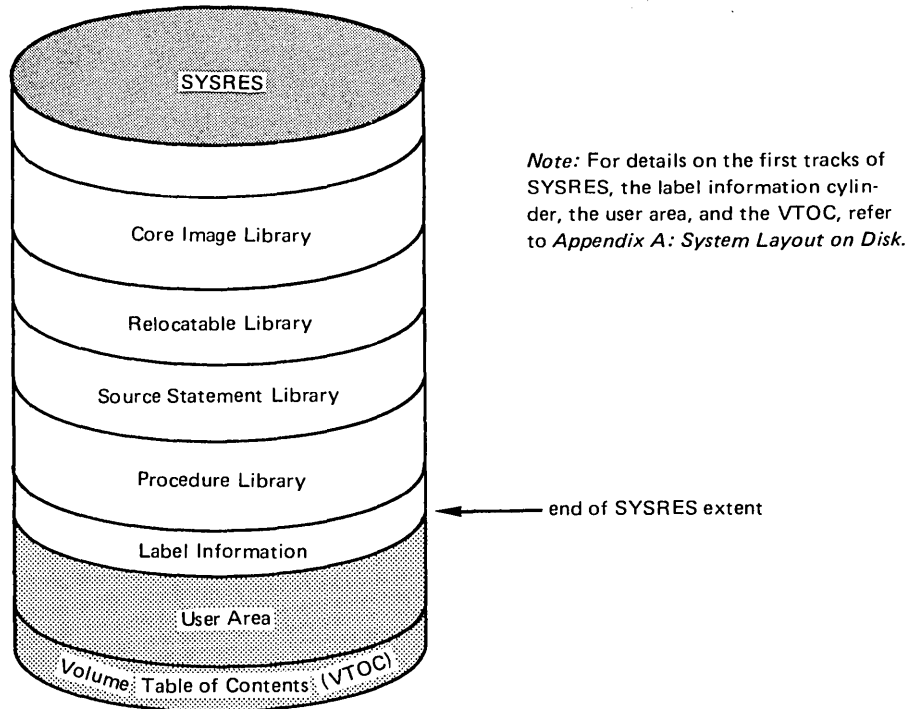 SYSRES
Note: For details on the first tracks of
SYSRES, the label information cylin-
der, the user area, and the VTOC, refer
to Appendix A: System Layout on Disk.
Core Image Library
Relocatable Library
Source Statement Library
Procedure Library
end of SYSRES extent
Label Information
User Area
Volume Table of Contents (VTOC)